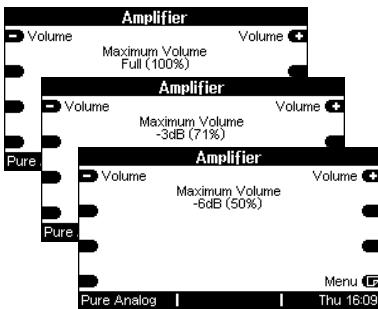 Amplifier
Volume Volume
Maximum Volume
Full (100%)
Pure
Amplifier
Volume Volume
Maximum Volume
-3dB (71%)
Pure
Amplifier
Volume Volume
Maximum Volume
-6dB (50%)
Menu
Pure Analog Thu 16:09